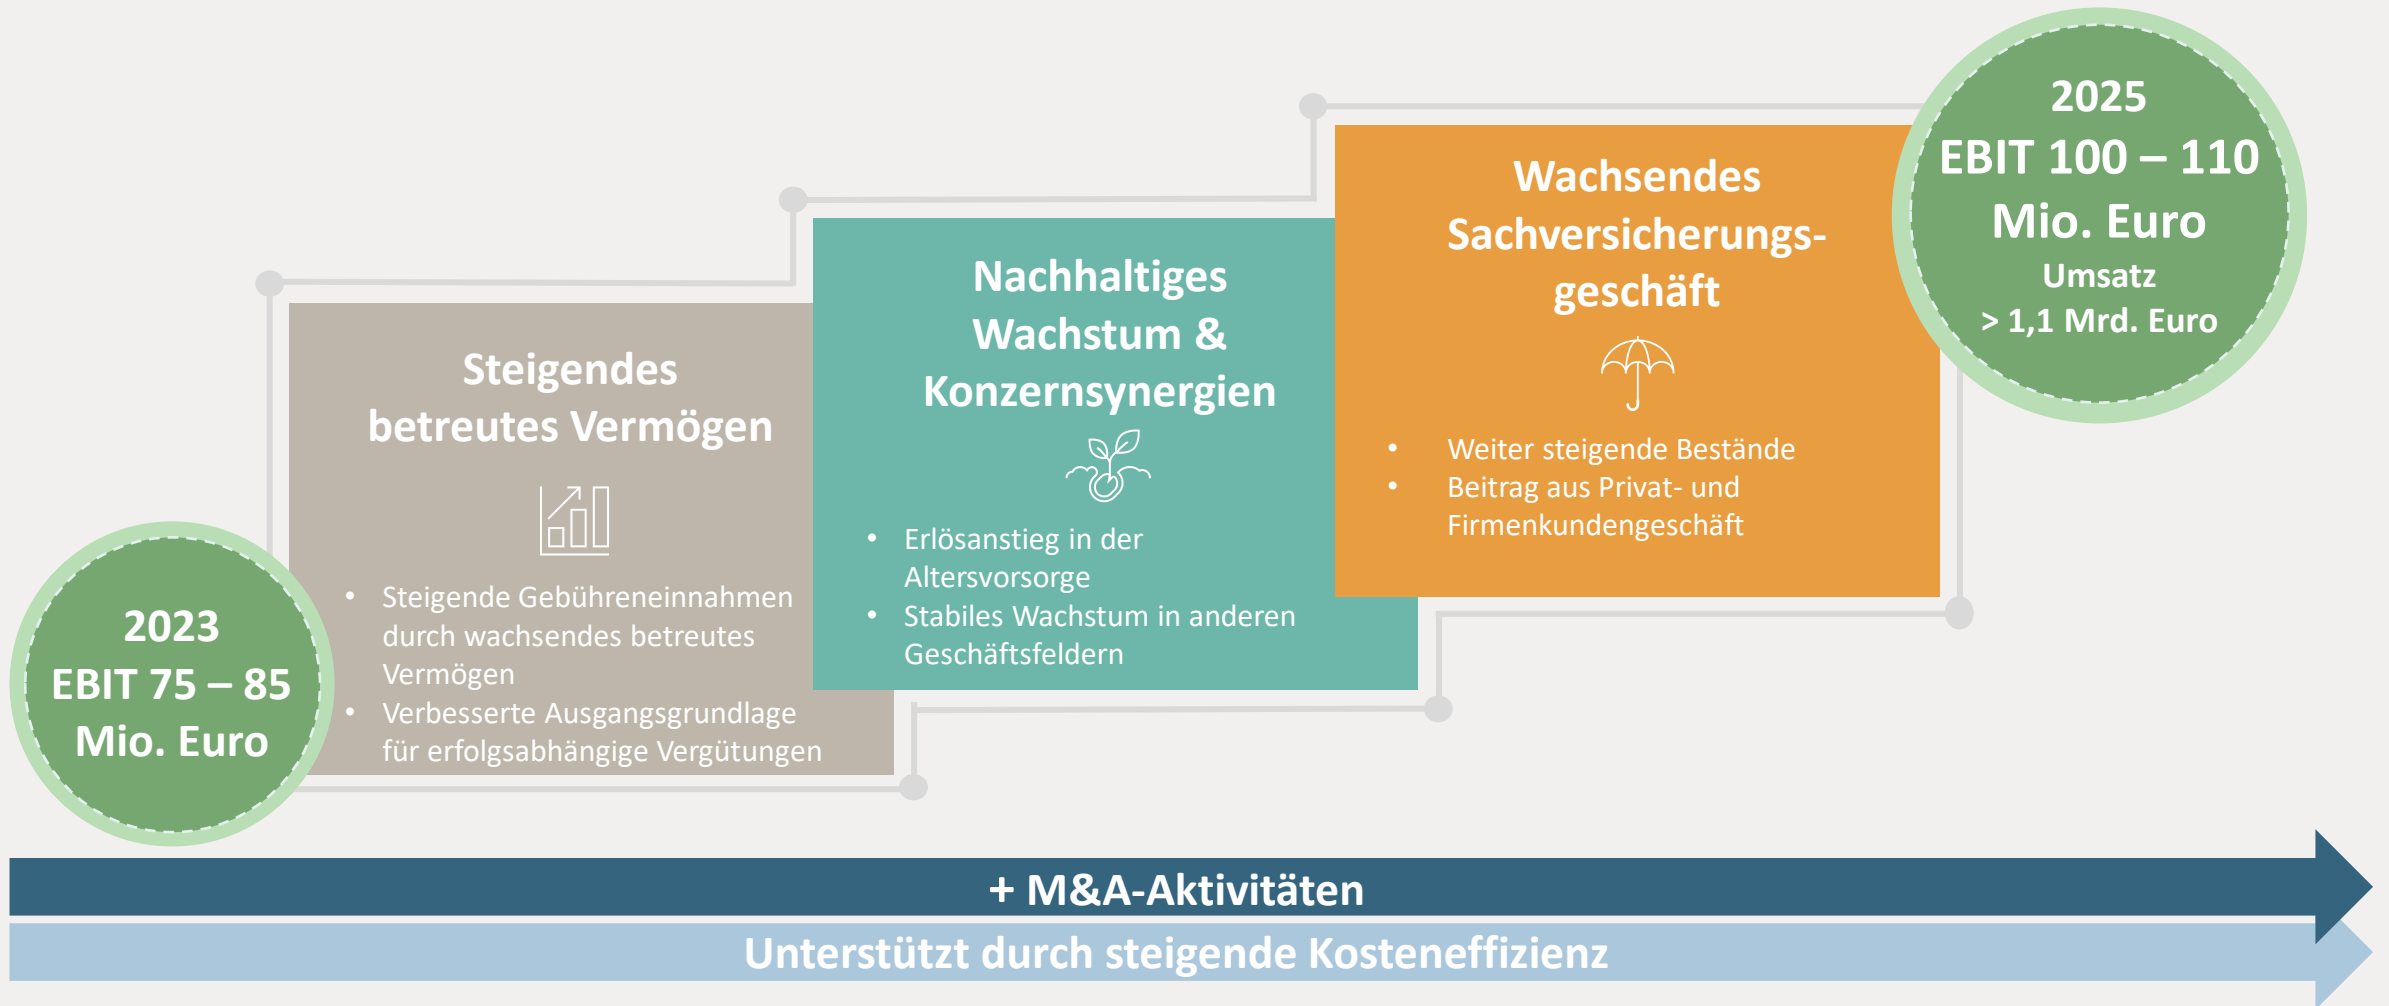 2023
EBIT 75 – 85
Mio. Euro
Steigendes
betreutes Vermögen
• Steigende Gebühreneinnahmen
durch wachsendes betreutes
Vermögen
• Verbesserte Ausgangsgrundlage
für erfolgsabhängige Vergütungen
Nachhaltiges
Wachstum &
Konzernsynergien
• Erlösanstieg in der
Altersvorsorge
• Stabiles Wachstum in anderen
Geschäftsfeldern
Wachsendes
Sachversicherungs-
geschäft
• Weiter steigende Bestände
• Beitrag aus Privat- und
Firmenkundengeschäft
2025
EBIT 100 – 110
Mio. Euro
Umsatz
> 1,1 Mrd. Euro
+ M&A-Aktivitäten
Unterstützt durch steigende Kosteneffizienz